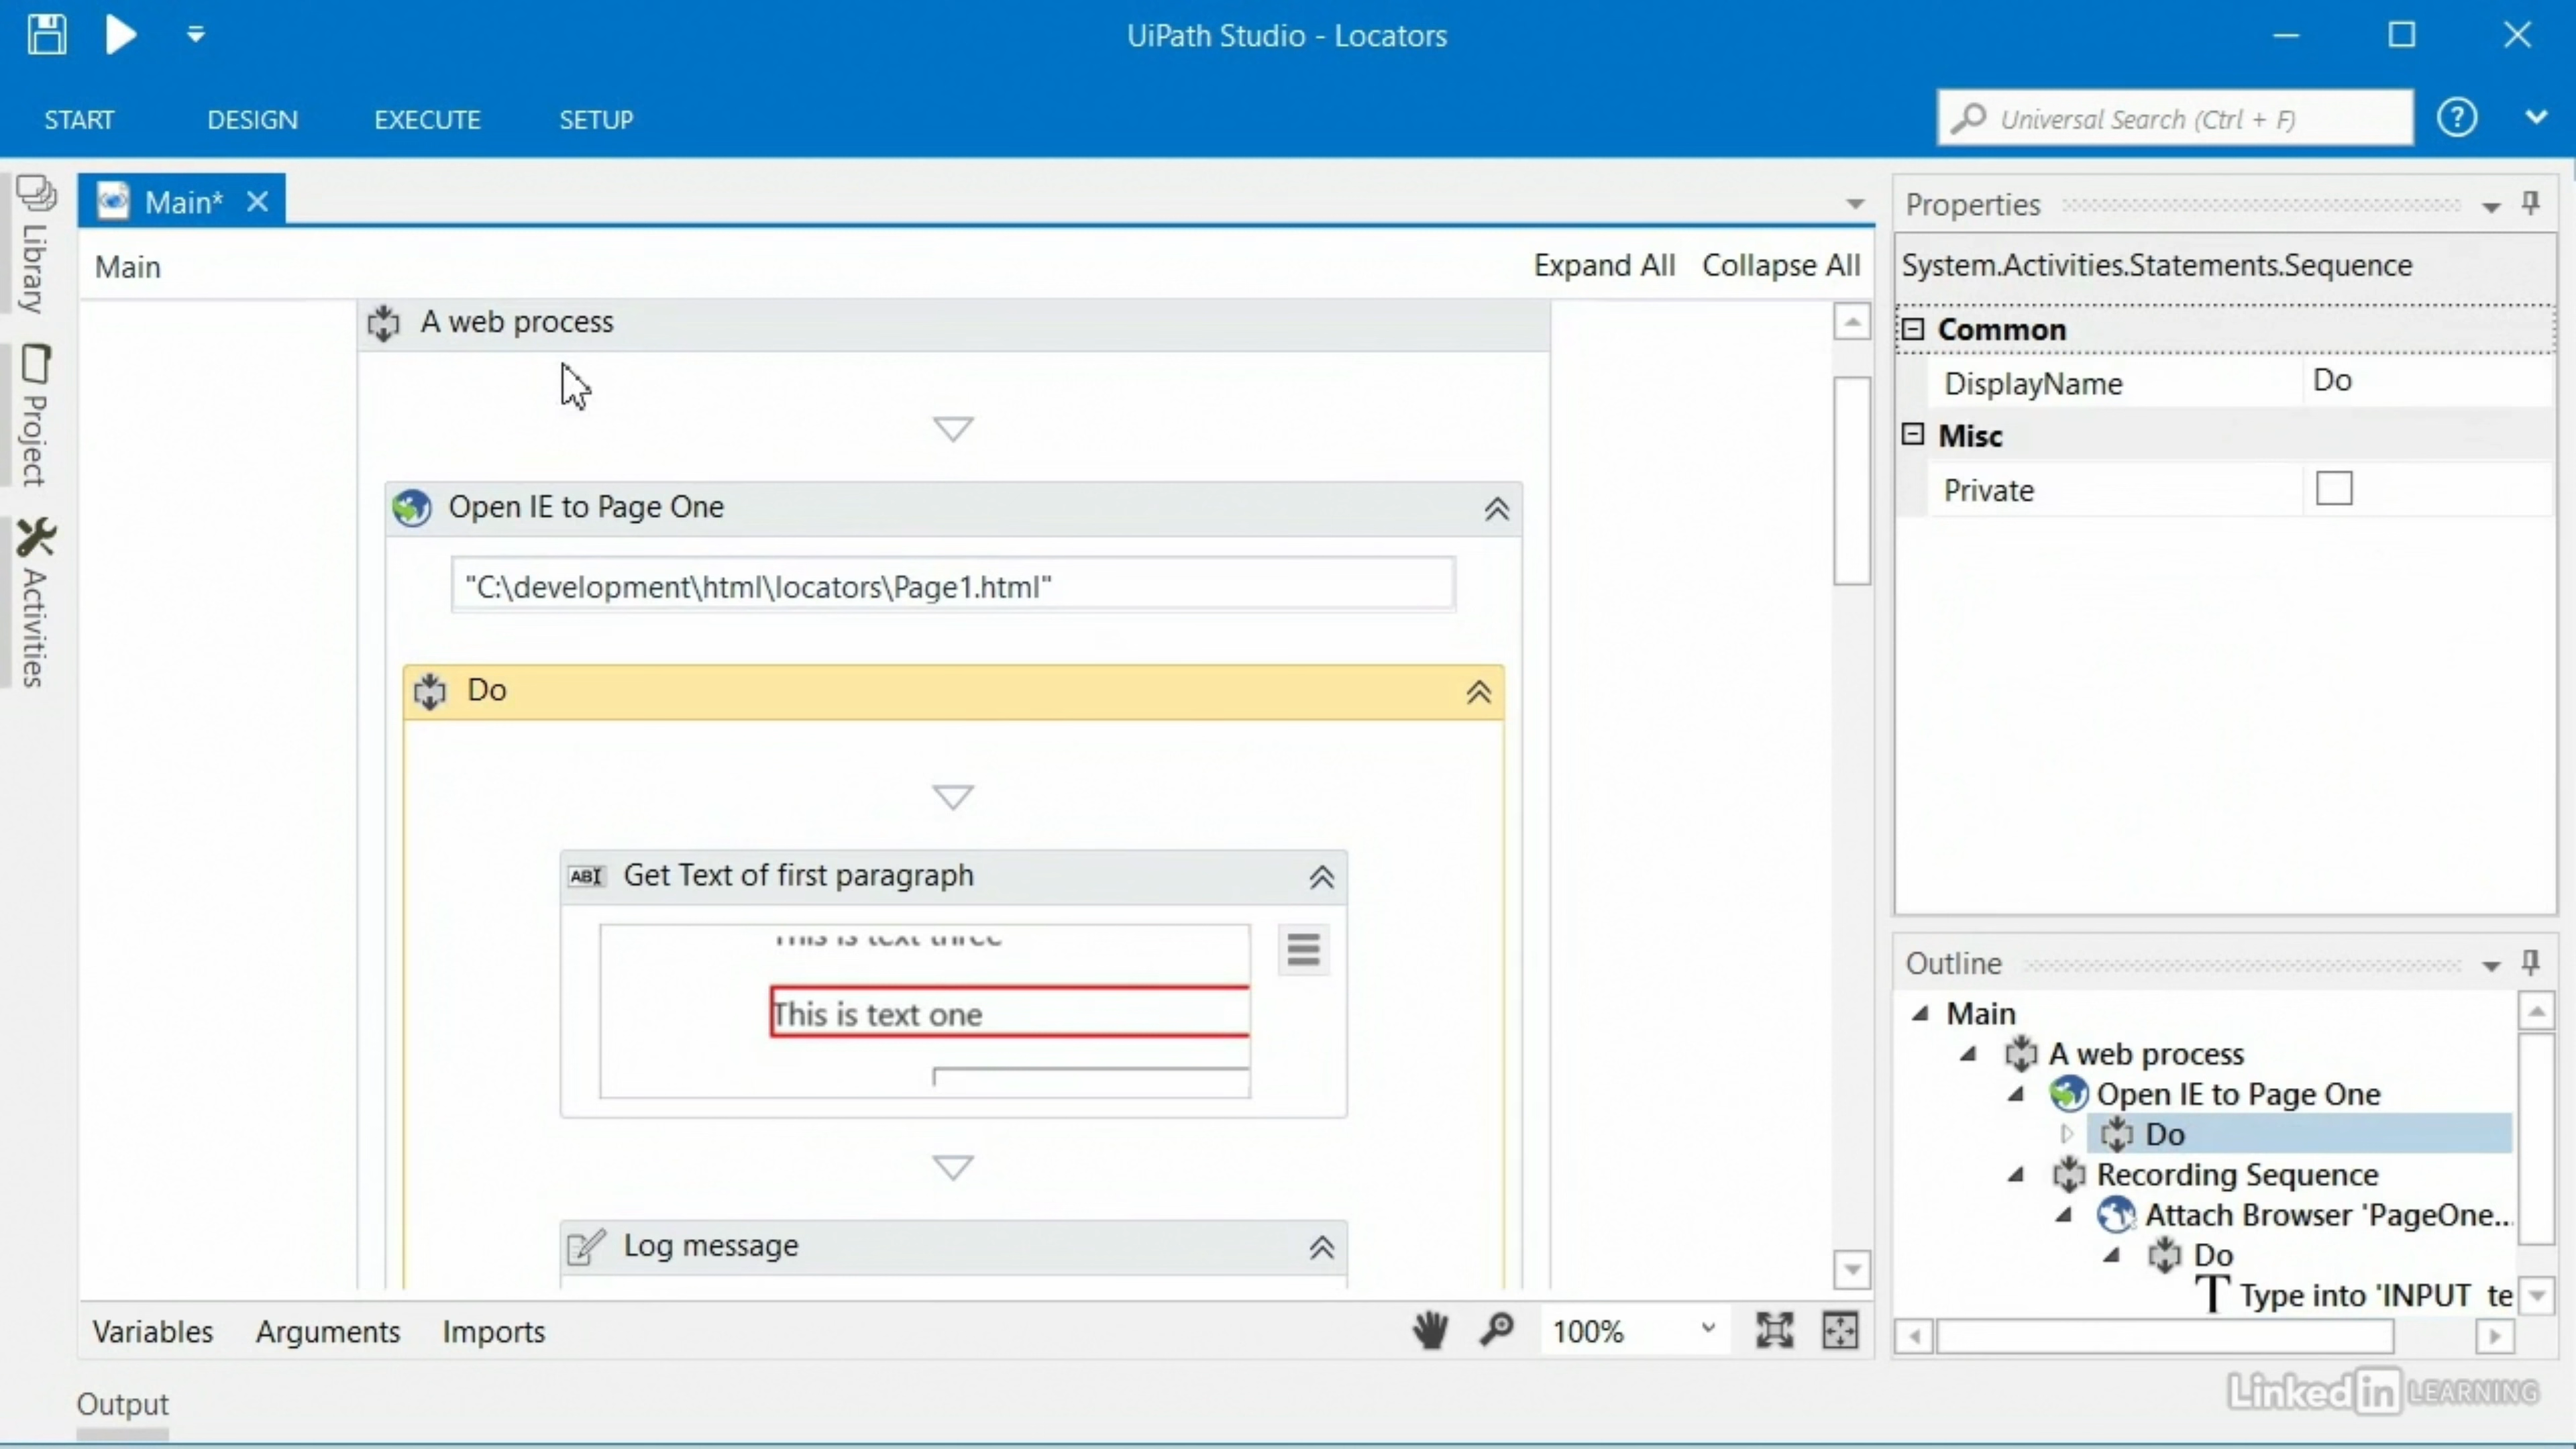 UiPath Studio - Locators
START DESIGN EXECUTE SETUP
Universal Search (Ctrl + F)
Library
Project
Activities
Main*
Main
Expand All Collapse All
A web process
Open IE to Page One
"C:\development\html\locators\Page1.html"
Do
Get Text of first paragraph
This is text three
This is text one
Log message
Variables Arguments Imports
100%
Output
Properties
System.Activities.Statements.Sequence
Common
DisplayName Do
Misc
Private
Outline
Main
A web process
Open IE to Page One
Do
Recording Sequence
Attach Browser 'PageOne...
Do
Type into 'INPUT te
LinkedIn LEARNING